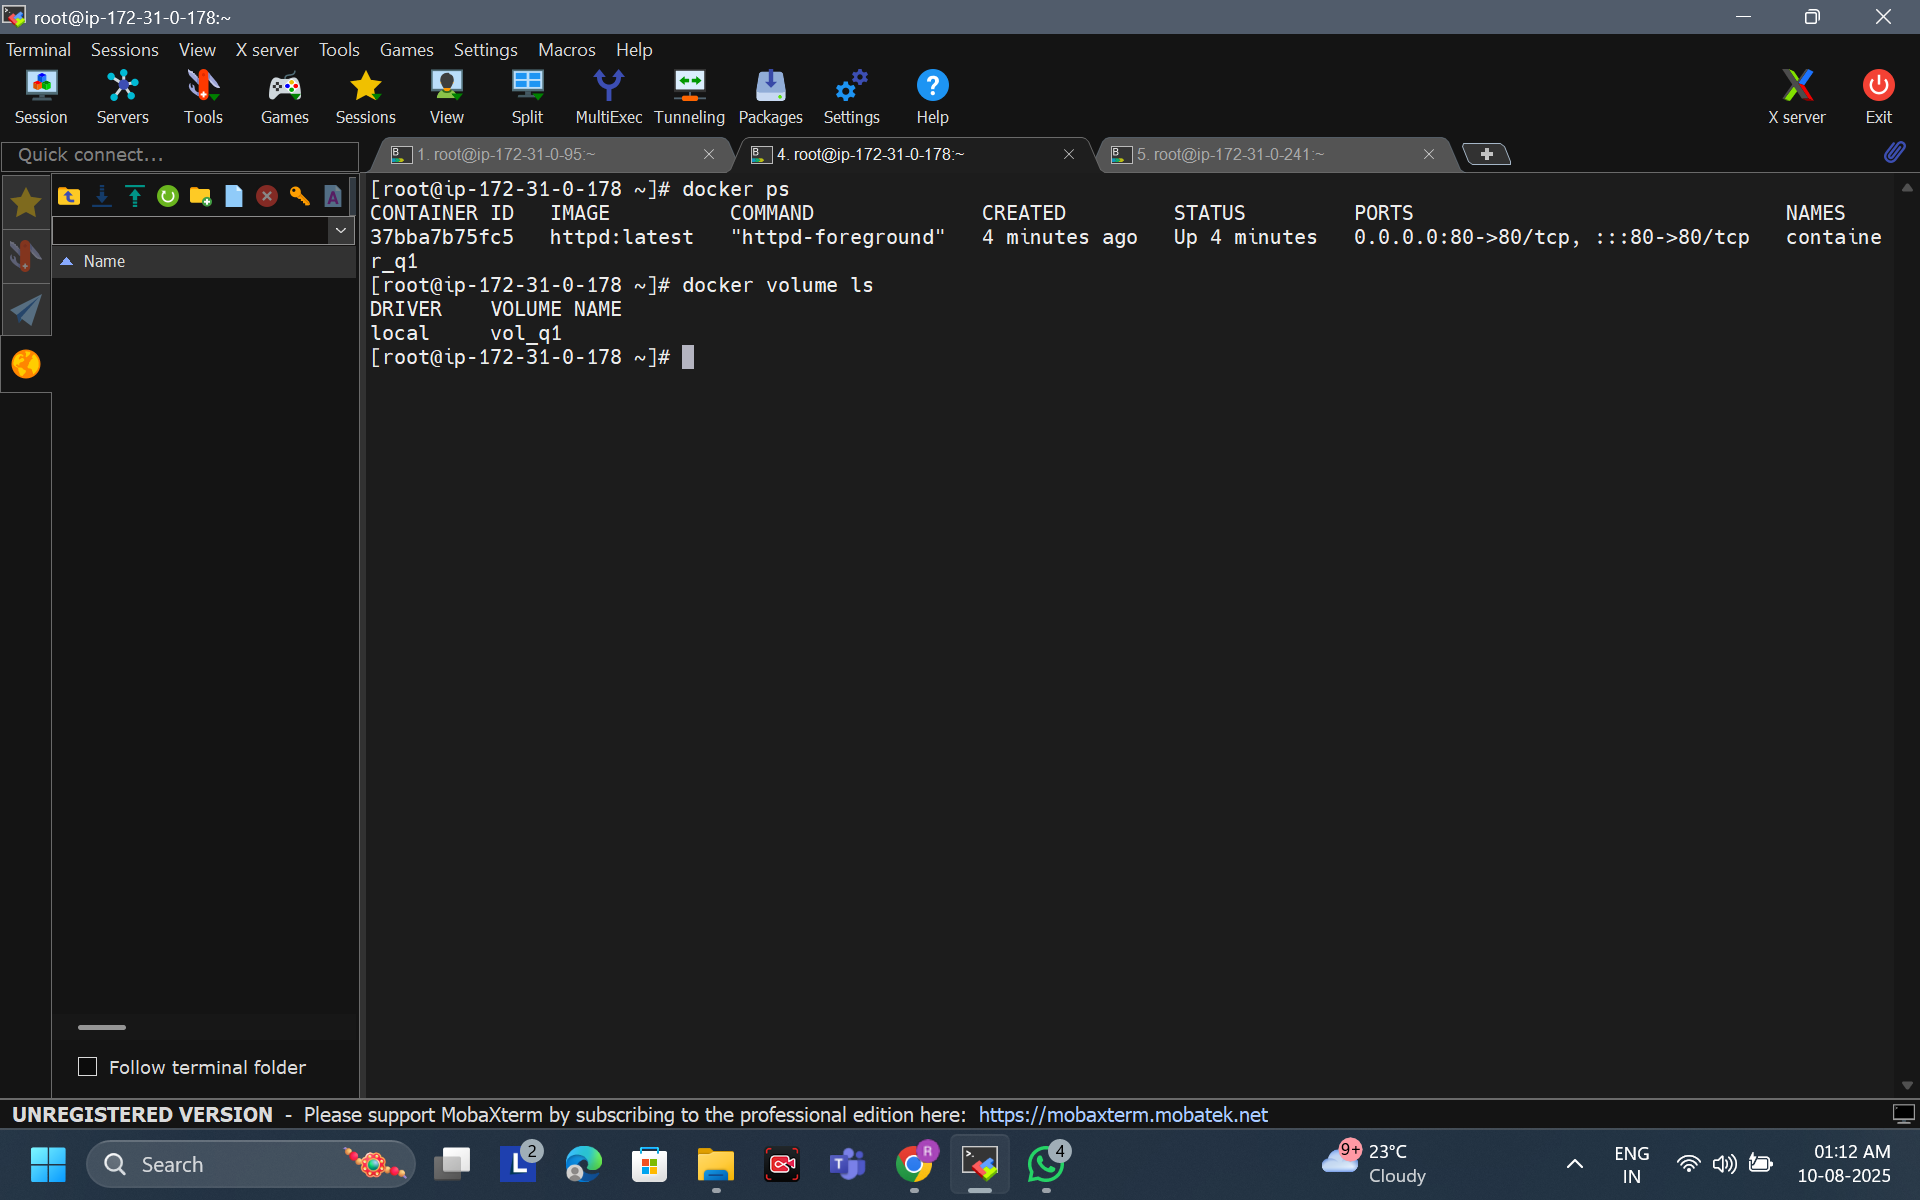 root@ip-172-31-0-178:~
Terminal Sessions View X server Tools Games Settings Macros Help
Session Servers Tools Games Sessions View Split MultiExec Tunneling Packages Settings Help X server Exit
Quick connect...
1. root@ip-172-31-0-95:~
4. root@ip-172-31-0-178:~
5. root@ip-172-31-0-241:~
Name
[root@ip-172-31-0-178 ~]# docker ps
CONTAINER ID IMAGE COMMAND CREATED STATUS PORTS NAMES
37bba7b75fc5 httpd:latest "httpd-foreground" 4 minutes ago Up 4 minutes 0.0.0.0:80->80/tcp, :::80->80/tcp containe
r_q1
[root@ip-172-31-0-178 ~]# docker volume ls
DRIVER VOLUME NAME
local vol_q1
[root@ip-172-31-0-178 ~]#
Follow terminal folder
UNREGISTERED VERSION - Please support MobaXterm by subscribing to the professional edition here: https://mobaxterm.mobatek.net
Search
L 2
T
R
4
9+
23°C
Cloudy
ENG
IN
01:12 AM
10-08-2025